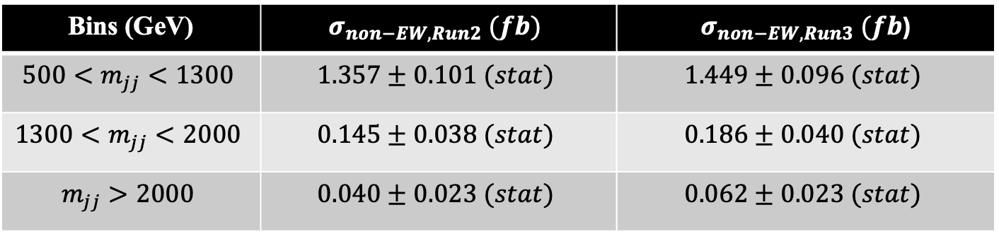 Bins (GeV) σ_{non−EW,Run2} (fb) σ_{non−EW,Run3} (fb)
500 < m_{jj} < 1300 1.357 ± 0.101 (stat) 1.449 ± 0.096 (stat)
1300 < m_{jj} < 2000 0.145 ± 0.038 (stat) 0.186 ± 0.040 (stat)
m_{jj} > 2000 0.040 ± 0.023 (stat) 0.062 ± 0.023 (stat)